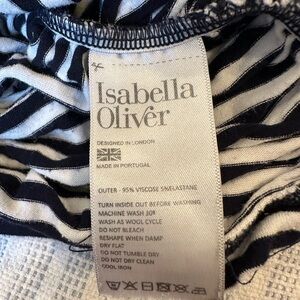 Isabella
Oliver
DESIGNED IN LONDON
MADE IN PORTUGAL
OUTER - 95% VISCOSE 5%ELASTANE
TURN INSIDE OUT BEFORE WASHING
MACHINE WASH 30º
WASH AS WOOL CYCLE
DO NOT BLEACH
RESHAPE WHEN DAMP
DRY FLAT
DO NOT TUMBLE DRY
DO NOT DRY CLEAN
COOL IRON